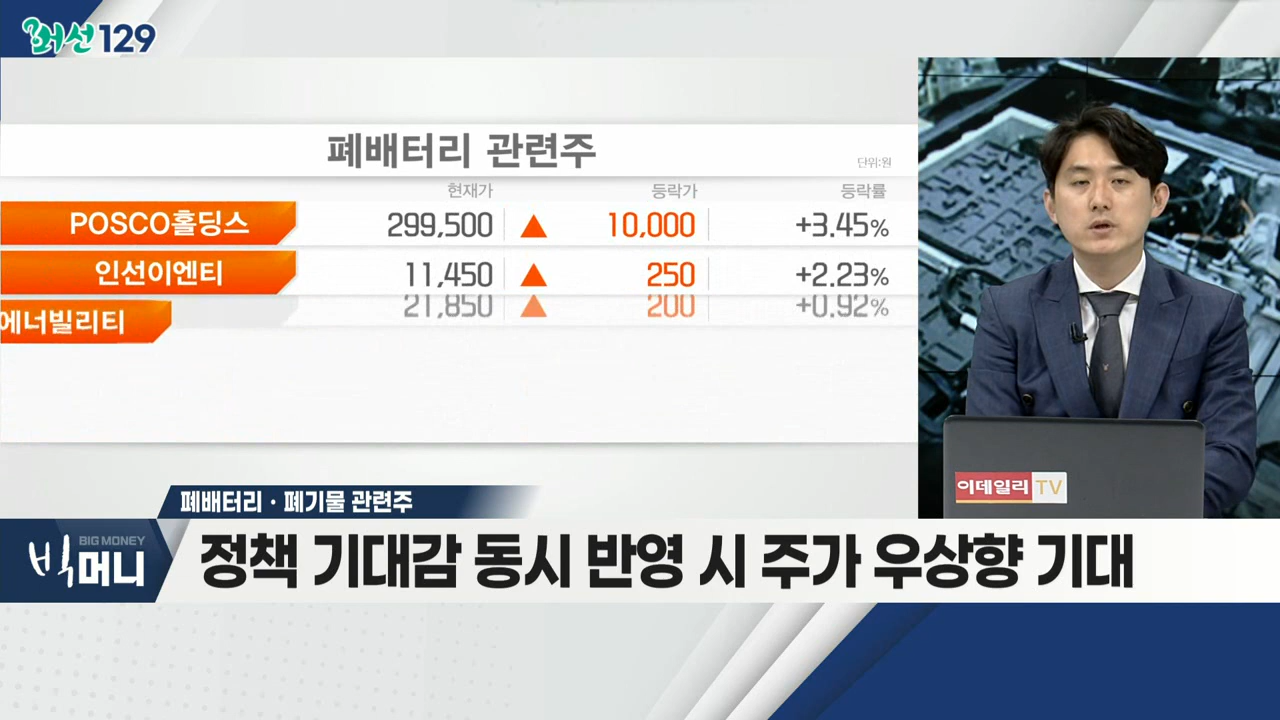 머선129
폐배터리 관련주
단위:원
현재가 등락가 등락률
POSCO홀딩스 299,500 ▲ 10,000 +3.45%
인선이엔티 11,450 ▲ 250 +2.23%
에너빌리티 21,850 ▲ 200 +0.92%
이데일리TV
폐배터리·폐기물 관련주
BIG MONEY
빅머니
정책 기대감 동시 반영 시 주가 우상향 기대